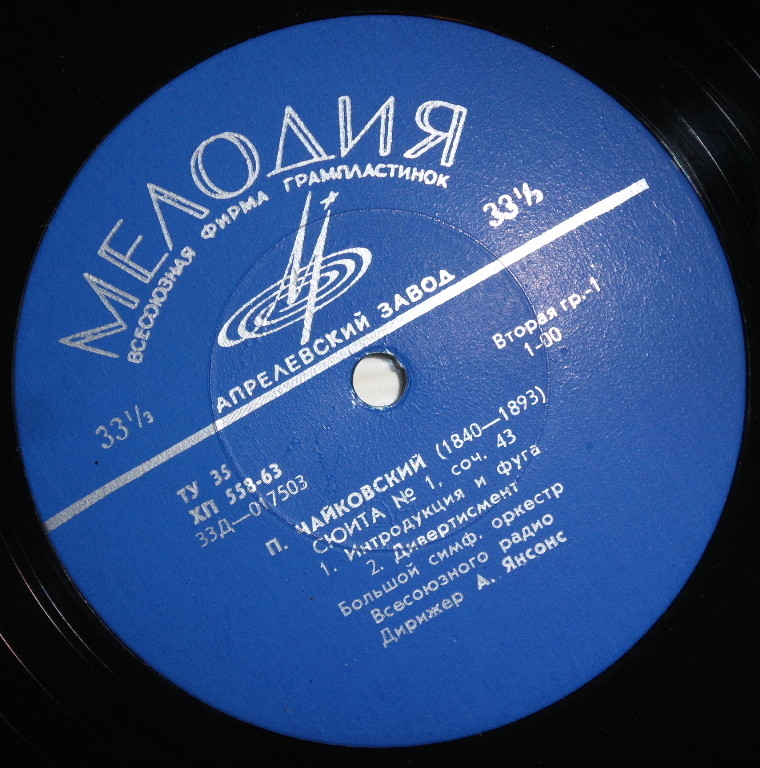 МЕЛОДИЯ
ВСЕСОЮЗНАЯ ФИРМА ГРАМПЛАСТИНОК
33⅓
АПРЕЛЕВСКИЙ ЗАВОД
33⅓
Вторая гр.-1
1-00
ТУ 35
ХП 558-63
33Д—017503
П. ЧАЙКОВСКИЙ (1840—1893)
СЮИТА № 1, соч. 43
1. Интродукция и фуга
2. Дивертисмент
Большой симф. оркестр
Всесоюзного радио
Дирижер А. Янсонс